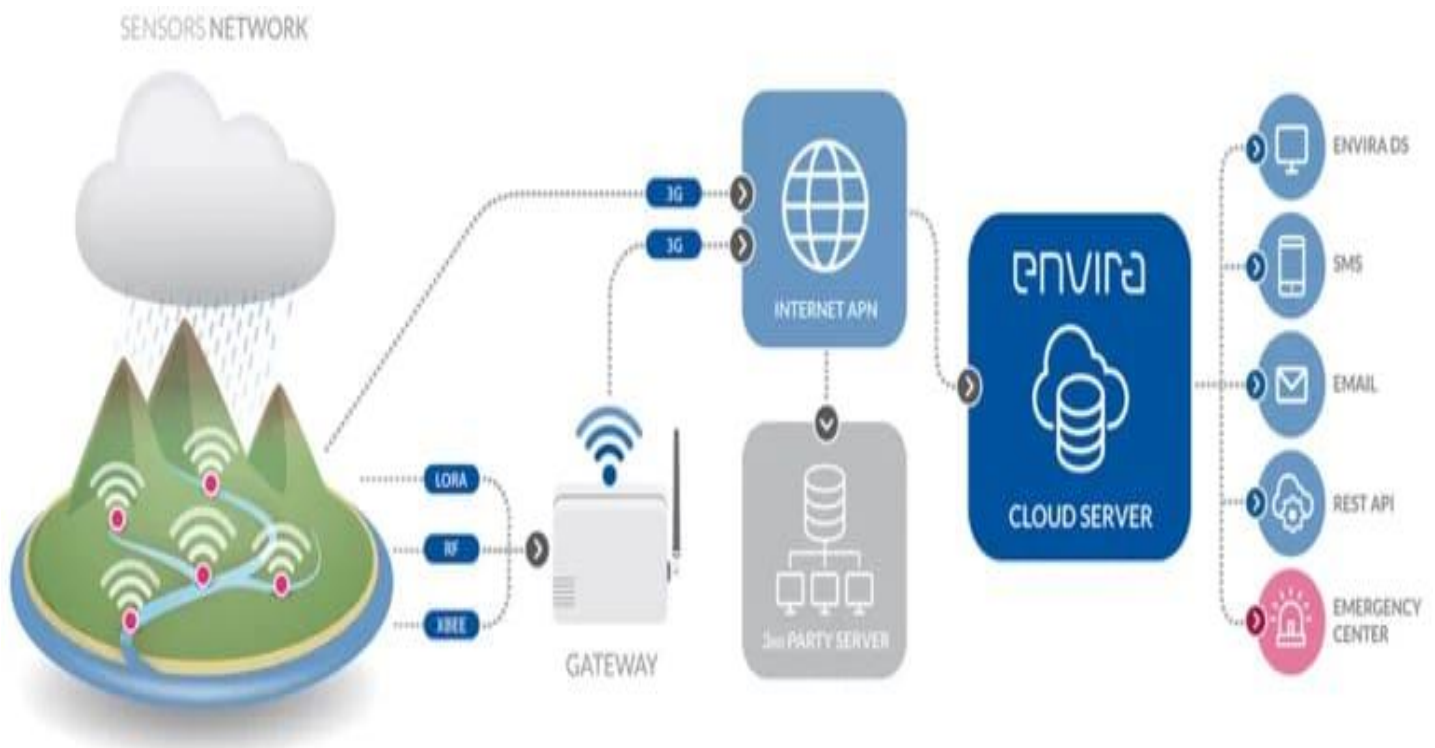 SENSORS NETWORK
3G
3G
INTERNET APN
LORA
RF
XBEE
GATEWAY
3RD PARTY SERVER
envira
CLOUD SERVER
ENVIRA DS
SMS
EMAIL
REST API
EMERGENCY
CENTER